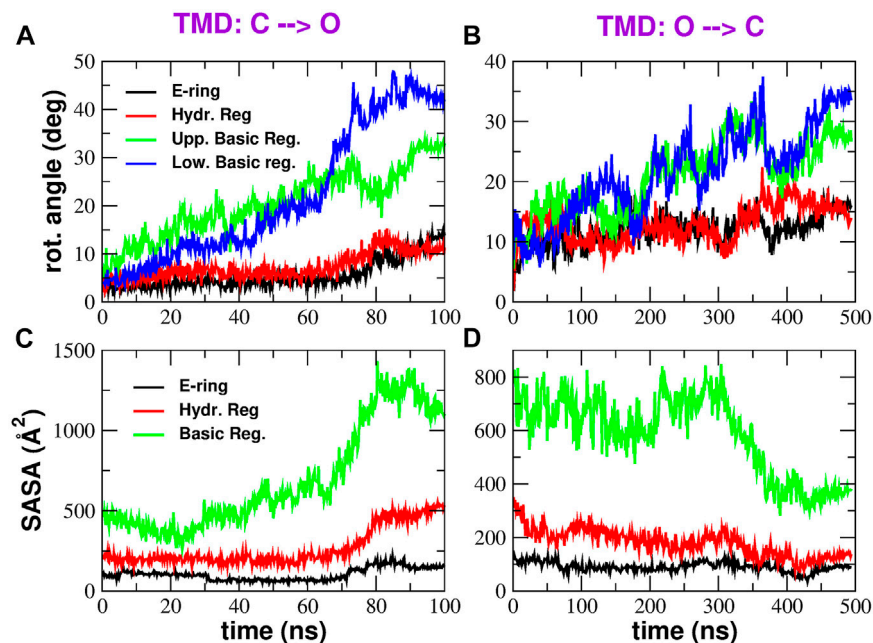 TMD: C --> O
TMD: O --> C
A
50
40
30
20
10
0
rot. angle (deg)
E-ring
Hydr. Reg
Upp. Basic Reg.
Low. Basic reg.
0 20 40 60 80 100
B
40
30
20
10
0
0 100 200 300 400 500
C
1500
1000
500
0
SASA (Å²)
E-ring
Hydr. Reg
Basic Reg.
0 20 40 60 80 100
time (ns)
D
800
600
400
200
0
0 100 200 300 400 500
time (ns)